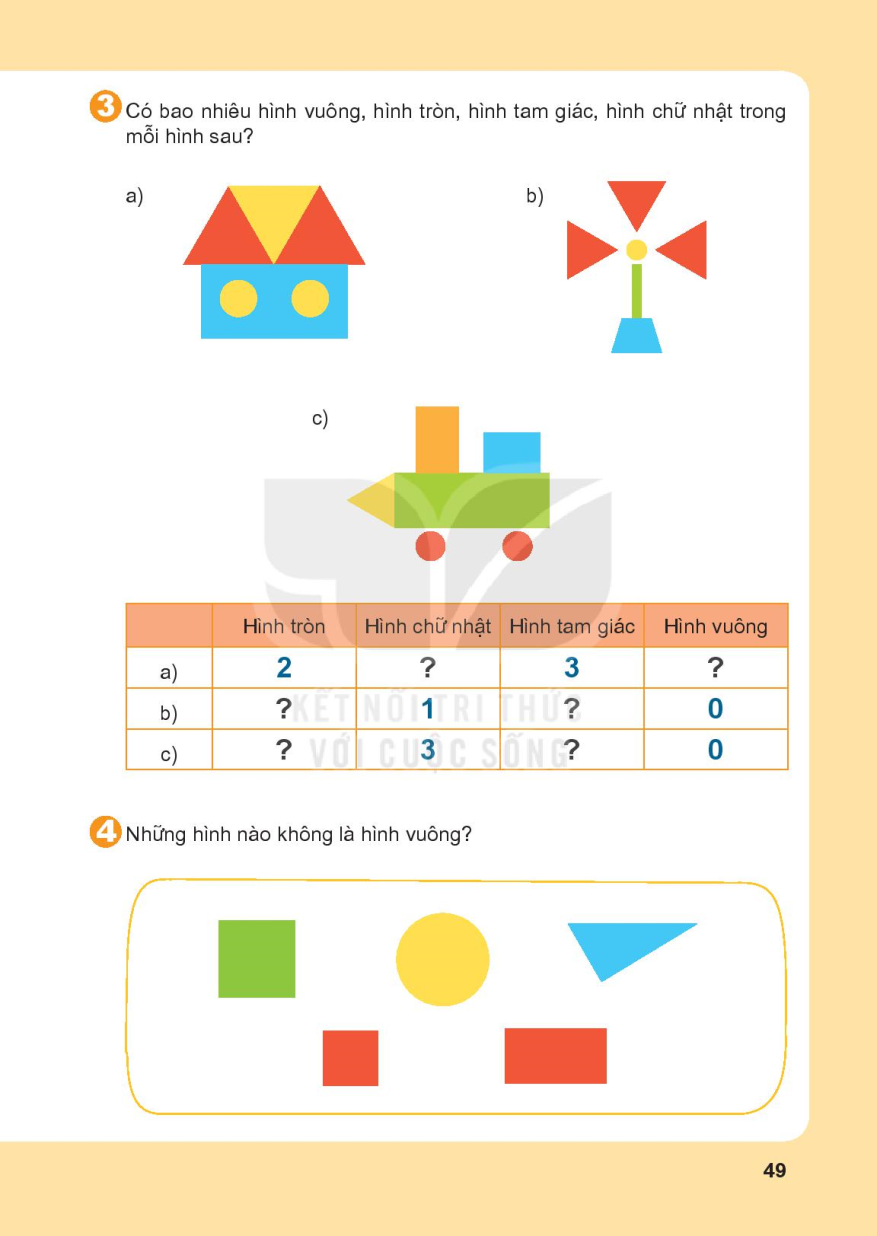 3 Có bao nhiêu hình vuông, hình tròn, hình tam giác, hình chữ nhật trong
mỗi hình sau?
a)
b)
c)
Hình tròn Hình chữ nhật Hình tam giác Hình vuông
a) 2 ? 3 ?
b) ? 1 ? 0
c) ? 3 ? 0
KẾT NỐI TRI THỨC
VỚI CUỘC SỐNG
4 Những hình nào không là hình vuông?
49